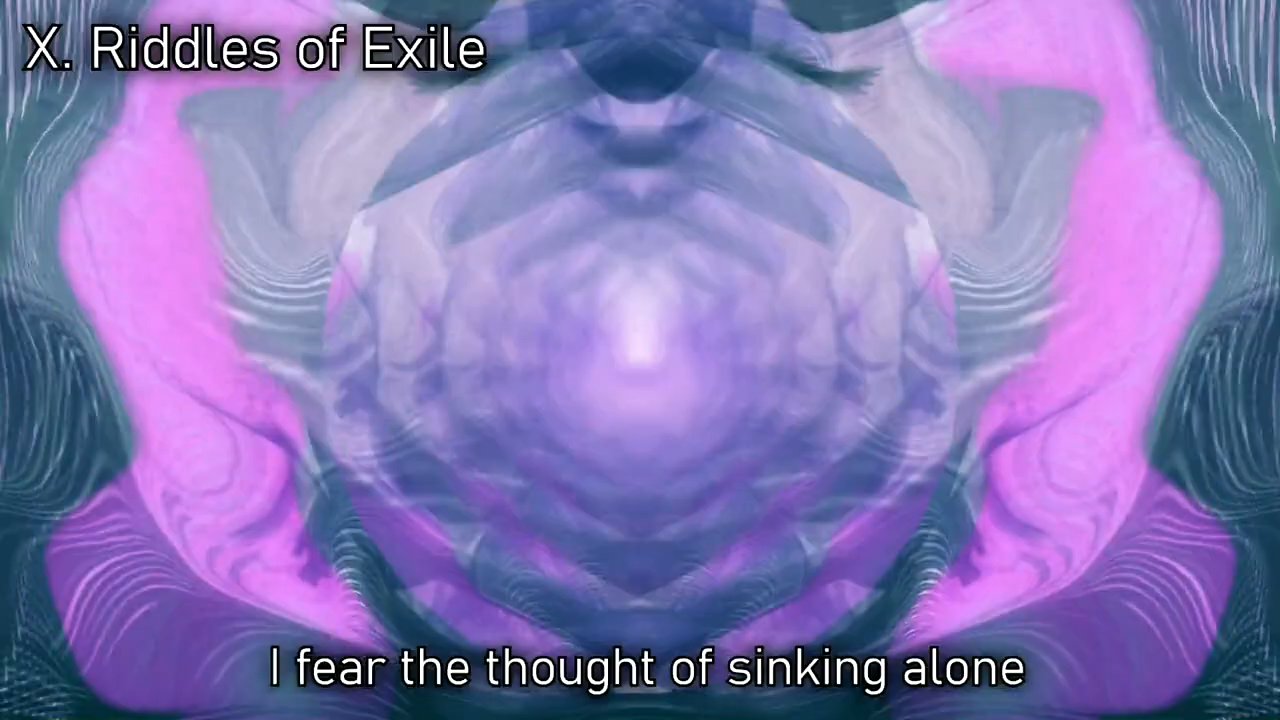 X. Riddles of Exile
I fear the thought of sinking alone